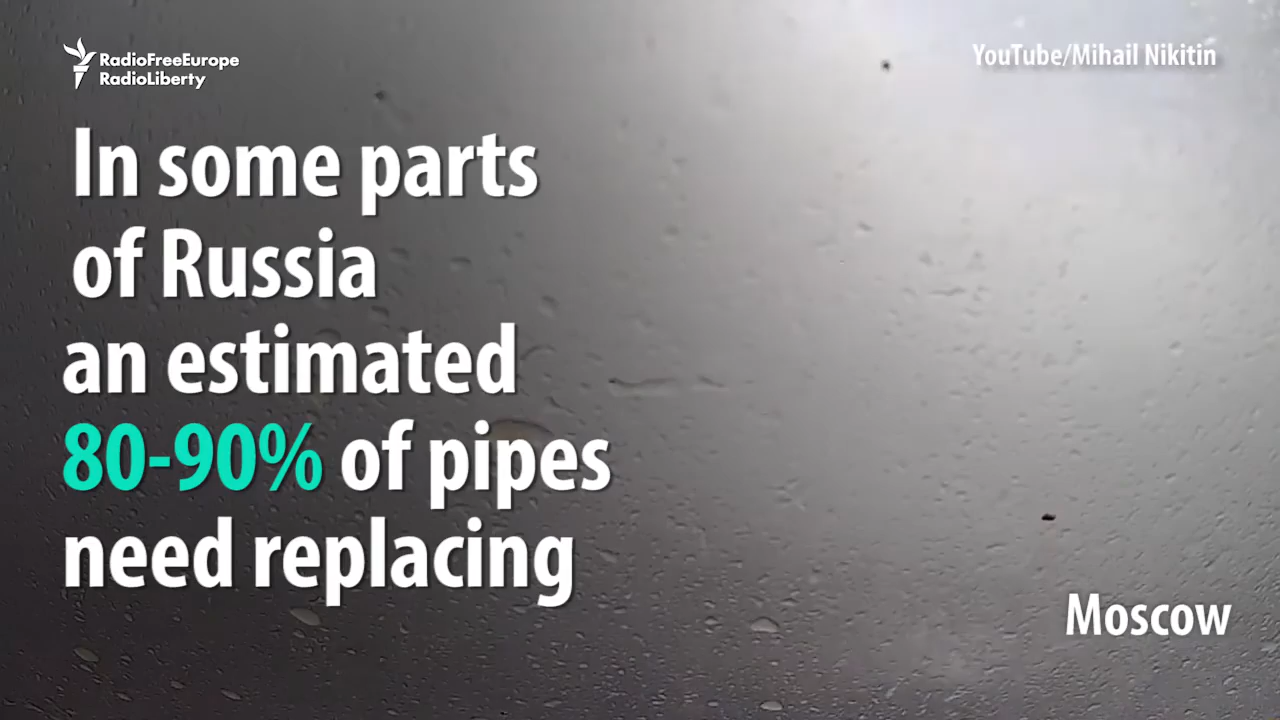 RadioFreeEurope
RadioLiberty
YouTube/Mihail Nikitin
In some parts
of Russia
an estimated
80-90% of pipes
need replacing
Moscow